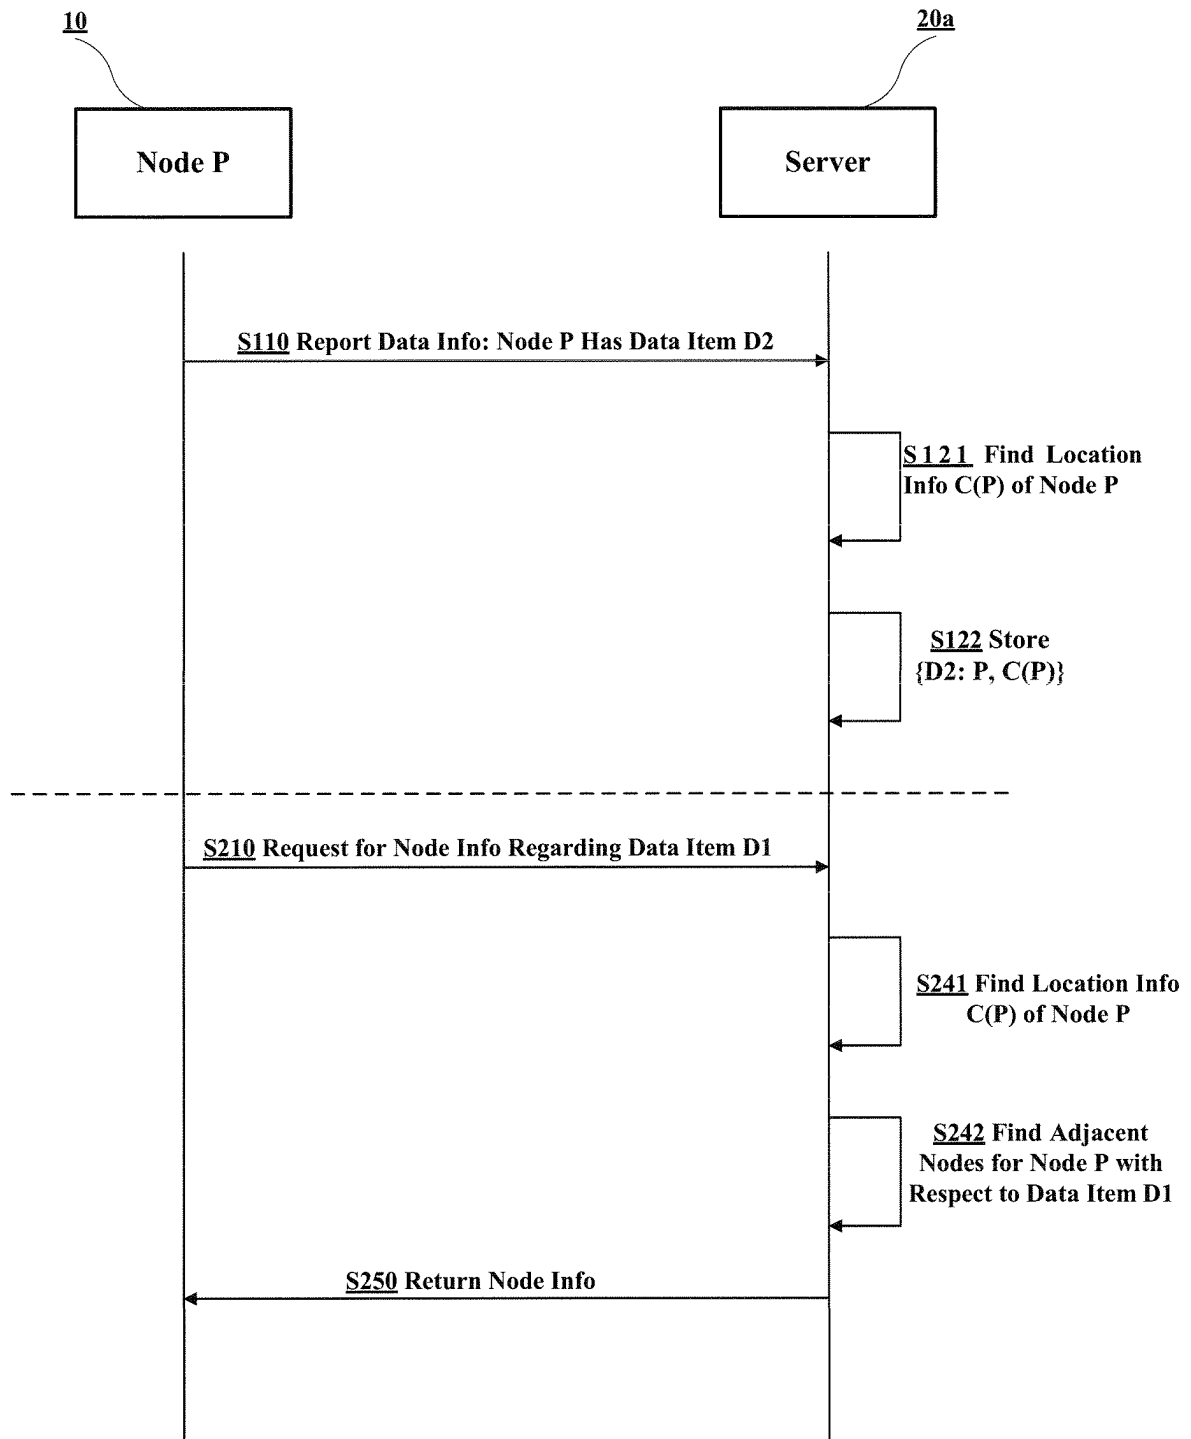 10
20a
Node P
Server
S110 Report Data Info: Node P Has Data Item D2
S121 Find Location
Info C(P) of Node P
S122 Store
{D2: P, C(P)}
S210 Request for Node Info Regarding Data Item D1
S241 Find Location Info
C(P) of Node P
S242 Find Adjacent
Nodes for Node P with
Respect to Data Item D1
S250 Return Node Info